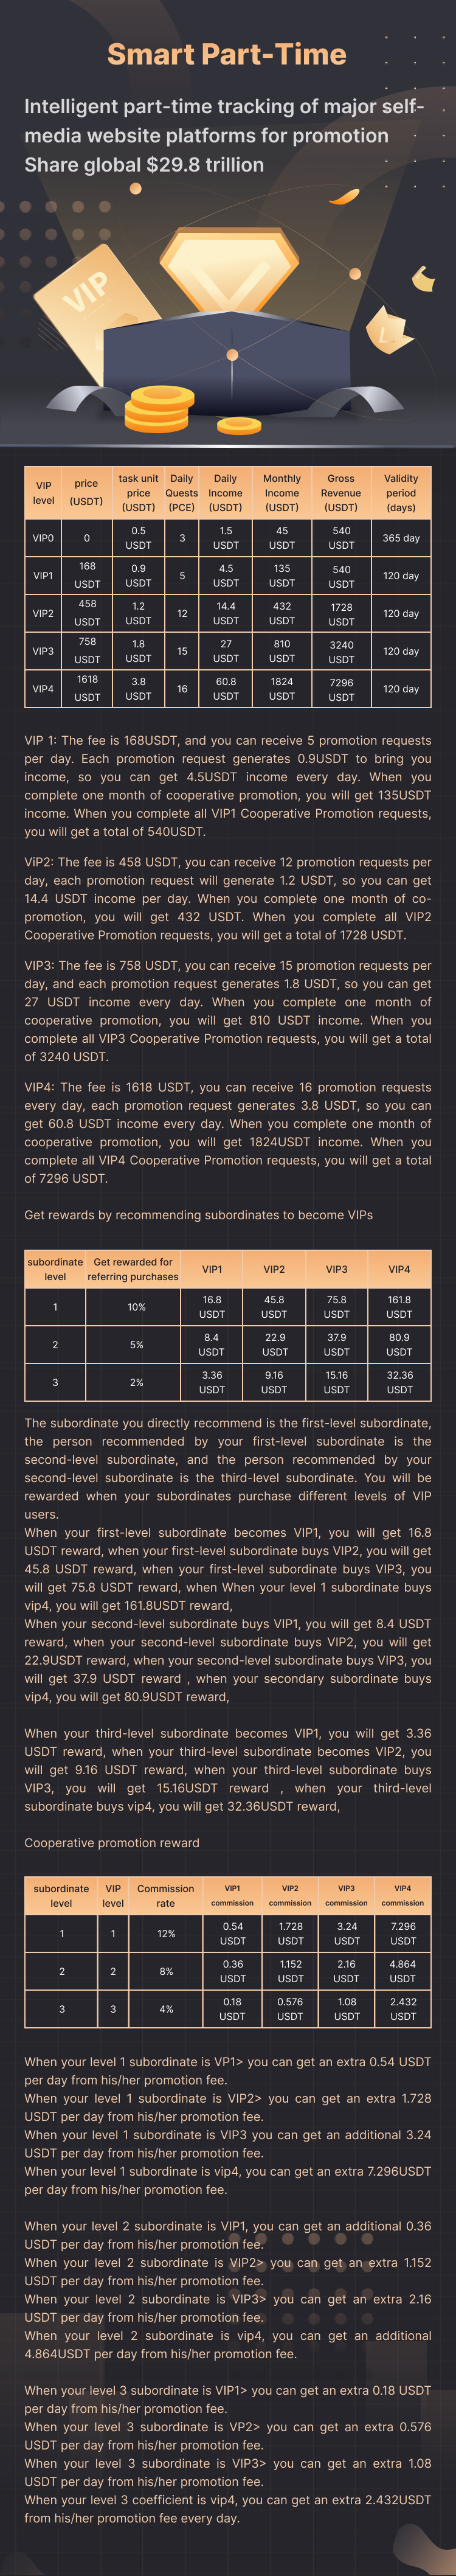 Smart Part-Time
Intelligent part-time tracking of major self-
media website platforms for promotion
Share global $29.8 trillion
VIP
L
L
VIP level | price (USDT) | task unit price (USDT) | Daily Quests (PCE) | Daily Income (USDT) | Monthly Income (USDT) | Gross Revenue (USDT) | Validity period (days)
VIP0 | 0 | 0.5 USDT | 3 | 1.5 USDT | 45 USDT | 540 USDT | 365 day
VIP1 | 168 USDT | 0.9 USDT | 5 | 4.5 USDT | 135 USDT | 540 USDT | 120 day
VIP2 | 458 USDT | 1.2 USDT | 12 | 14.4 USDT | 432 USDT | 1728 USDT | 120 day
VIP3 | 758 USDT | 1.8 USDT | 15 | 27 USDT | 810 USDT | 3240 USDT | 120 day
VIP4 | 1618 USDT | 3.8 USDT | 16 | 60.8 USDT | 1824 USDT | 7296 USDT | 120 day
VIP 1: The fee is 168USDT, and you can receive 5 promotion requests
per day. Each promotion request generates 0.9USDT to bring you
income, so you can get 4.5USDT income every day. When you
complete one month of cooperative promotion, you will get 135USDT
income. When you complete all VIP1 Cooperative Promotion requests,
you will get a total of 540USDT.
ViP2: The fee is 458 USDT, you can receive 12 promotion requests per
day, each promotion request will generate 1.2 USDT, so you can get
14.4 USDT income per day. When you complete one month of co-
promotion, you will get 432 USDT. When you complete all VIP2
Cooperative Promotion requests, you will get a total of 1728 USDT.
VIP3: The fee is 758 USDT, you can receive 15 promotion requests per
day, and each promotion request generates 1.8 USDT, so you can get
27 USDT income every day. When you complete one month of
cooperative promotion, you will get 810 USDT income. When you
complete all VIP3 Cooperative Promotion requests, you will get a total
of 3240 USDT.
VIP4: The fee is 1618 USDT, you can receive 16 promotion requests
every day, each promotion request generates 3.8 USDT, so you can
get 60.8 USDT income every day. When you complete one month of
cooperative promotion, you will get 1824USDT income. When you
complete all VIP4 Cooperative Promotion requests, you will get a total
of 7296 USDT.
Get rewards by recommending subordinates to become VIPs
subordinate level | Get rewarded for referring purchases | VIP1 | VIP2 | VIP3 | VIP4
1 | 10% | 16.8 USDT | 45.8 USDT | 75.8 USDT | 161.8 USDT
2 | 5% | 8.4 USDT | 22.9 USDT | 37.9 USDT | 80.9 USDT
3 | 2% | 3.36 USDT | 9.16 USDT | 15.16 USDT | 32.36 USDT
The subordinate you directly recommend is the first-level subordinate,
the person recommended by your first-level subordinate is the
second-level subordinate, and the person recommended by your
second-level subordinate is the third-level subordinate. You will be
rewarded when your subordinates purchase different levels of VIP
users.
When your first-level subordinate becomes VIP1, you will get 16.8
USDT reward, when your first-level subordinate buys VIP2, you will get
45.8 USDT reward, when your first-level subordinate buys VIP3, you
will get 75.8 USDT reward, when When your level 1 subordinate buys
vip4, you will get 161.8USDT reward,
When your second-level subordinate buys VIP1, you will get 8.4 USDT
reward, when your second-level subordinate buys VIP2, you will get
22.9USDT reward, when your second-level subordinate buys VIP3, you
will get 37.9 USDT reward , when your secondary subordinate buys
vip4, you will get 80.9USDT reward,
When your third-level subordinate becomes VIP1, you will get 3.36
USDT reward, when your third-level subordinate becomes VIP2, you
will get 9.16 USDT reward, when your third-level subordinate buys
VIP3, you will get 15.16USDT reward , when your third-level
subordinate buys vip4, you will get 32.36USDT reward,
Cooperative promotion reward
subordinate level | VIP level | Commission rate | VIP1 commission | VIP2 commission | VIP3 commission | VIP4 commission
1 | 1 | 12% | 0.54 USDT | 1.728 USDT | 3.24 USDT | 7.296 USDT
2 | 2 | 8% | 0.36 USDT | 1.152 USDT | 2.16 USDT | 4.864 USDT
3 | 3 | 4% | 0.18 USDT | 0.576 USDT | 1.08 USDT | 2.432 USDT
When your level 1 subordinate is VP1> you can get an extra 0.54 USDT
per day from his/her promotion fee.
When your level 1 subordinate is VIP2> you can get an extra 1.728
USDT per day from his/her promotion fee.
When your level 1 subordinate is VIP3 you can get an additional 3.24
USDT per day from his/her promotion fee.
When your level 1 subordinate is vip4, you can get an extra 7.296USDT
per day from his/her promotion fee.
When your level 2 subordinate is VIP1, you can get an additional 0.36
USDT per day from his/her promotion fee.
When your level 2 subordinate is VIP2> you can get an extra 1.152
USDT per day from his/her promotion fee.
When your level 2 subordinate is VIP3> you can get an extra 2.16
USDT per day from his/her promotion fee.
When your level 2 subordinate is vip4, you can get an additional
4.864USDT per day from his/her promotion fee.
When your level 3 subordinate is VIP1> you can get an extra 0.18 USDT
per day from his/her promotion fee.
When your level 3 subordinate is VP2> you can get an extra 0.576
USDT per day from his/her promotion fee.
When your level 3 subordinate is VIP3> you can get an extra 1.08
USDT per day from his/her promotion fee.
When your level 3 coefficient is vip4, you can get an extra 2.432USDT
from his/her promotion fee every day.